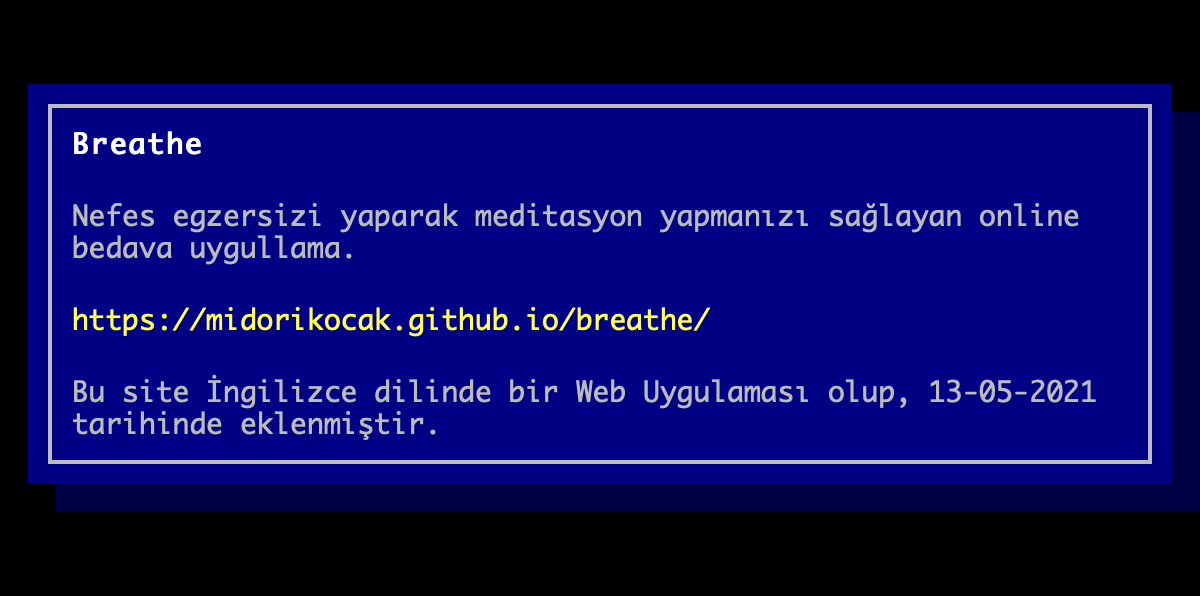 Breathe
Nefes egzersizi yaparak meditasyon yapmanızı sağlayan online
bedava uygullama.
https://midorikocak.github.io/breathe/
Bu site İngilizce dilinde bir Web Uygulaması olup, 13-05-2021
tarihinde eklenmiştir.